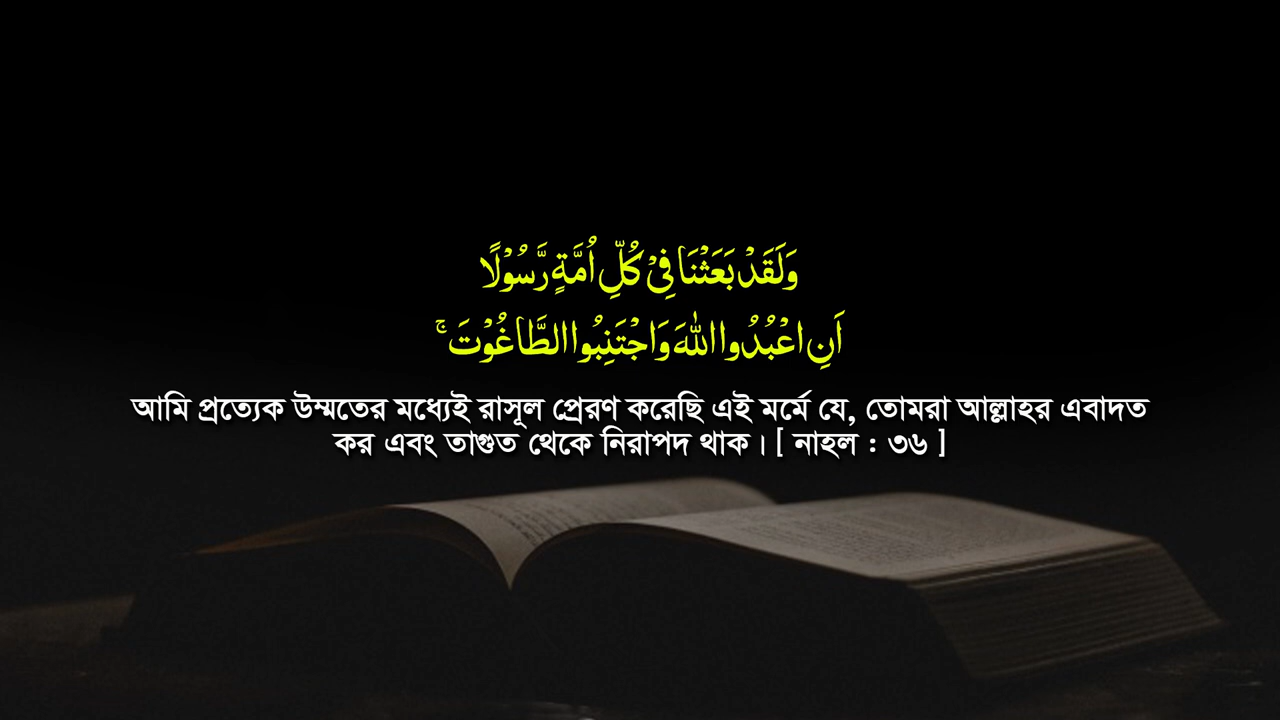 وَلَقَدْ بَعَثْنَا فِيْ كُلِّ اُمَّةٍ رَّسُوْلًا
اَنِ اعْبُدُوا اللّٰهَ وَاجْتَنِبُوا الطَّاغُوْتَ ۚ
আমি প্রত্যেক উম্মতের মধ্যেই রাসূল প্রেরণ করেছি এই মর্মে যে, তোমরা আল্লাহর এবাদত
কর এবং তাগুত থেকে নিরাপদ থাক। [ নাহল : ৩৬ ]